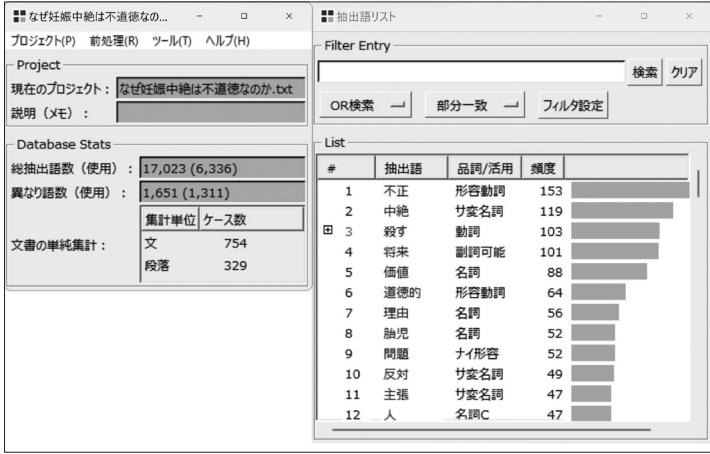 なぜ妊娠中絶は不道徳なの...
プロジェクト(P) 前処理(R) ツール(T) ヘルプ(H)
Project
現在のプロジェクト： なぜ妊娠中絶は不道徳なのか.txt
説明（メモ）：
Database Stats
総抽出語数（使用）： 17,023 (6,336)
異なり語数（使用）： 1,651 (1,311)
文書の単純集計：
集計単位 ケース数
文 754
段落 329
抽出語リスト
Filter Entry
検索 クリア
OR検索 部分一致 フィルタ設定
List
# 抽出語 品詞/活用 頻度
1 不正 形容動詞 153
2 中絶 サ変名詞 119
3 殺す 動詞 103
4 将来 副詞可能 101
5 価値 名詞 88
6 道徳的 形容動詞 64
7 理由 名詞 56
8 胎児 名詞 52
9 問題 ナイ形容 52
10 反対 サ変名詞 49
11 主張 サ変名詞 47
12 人 名詞C 47